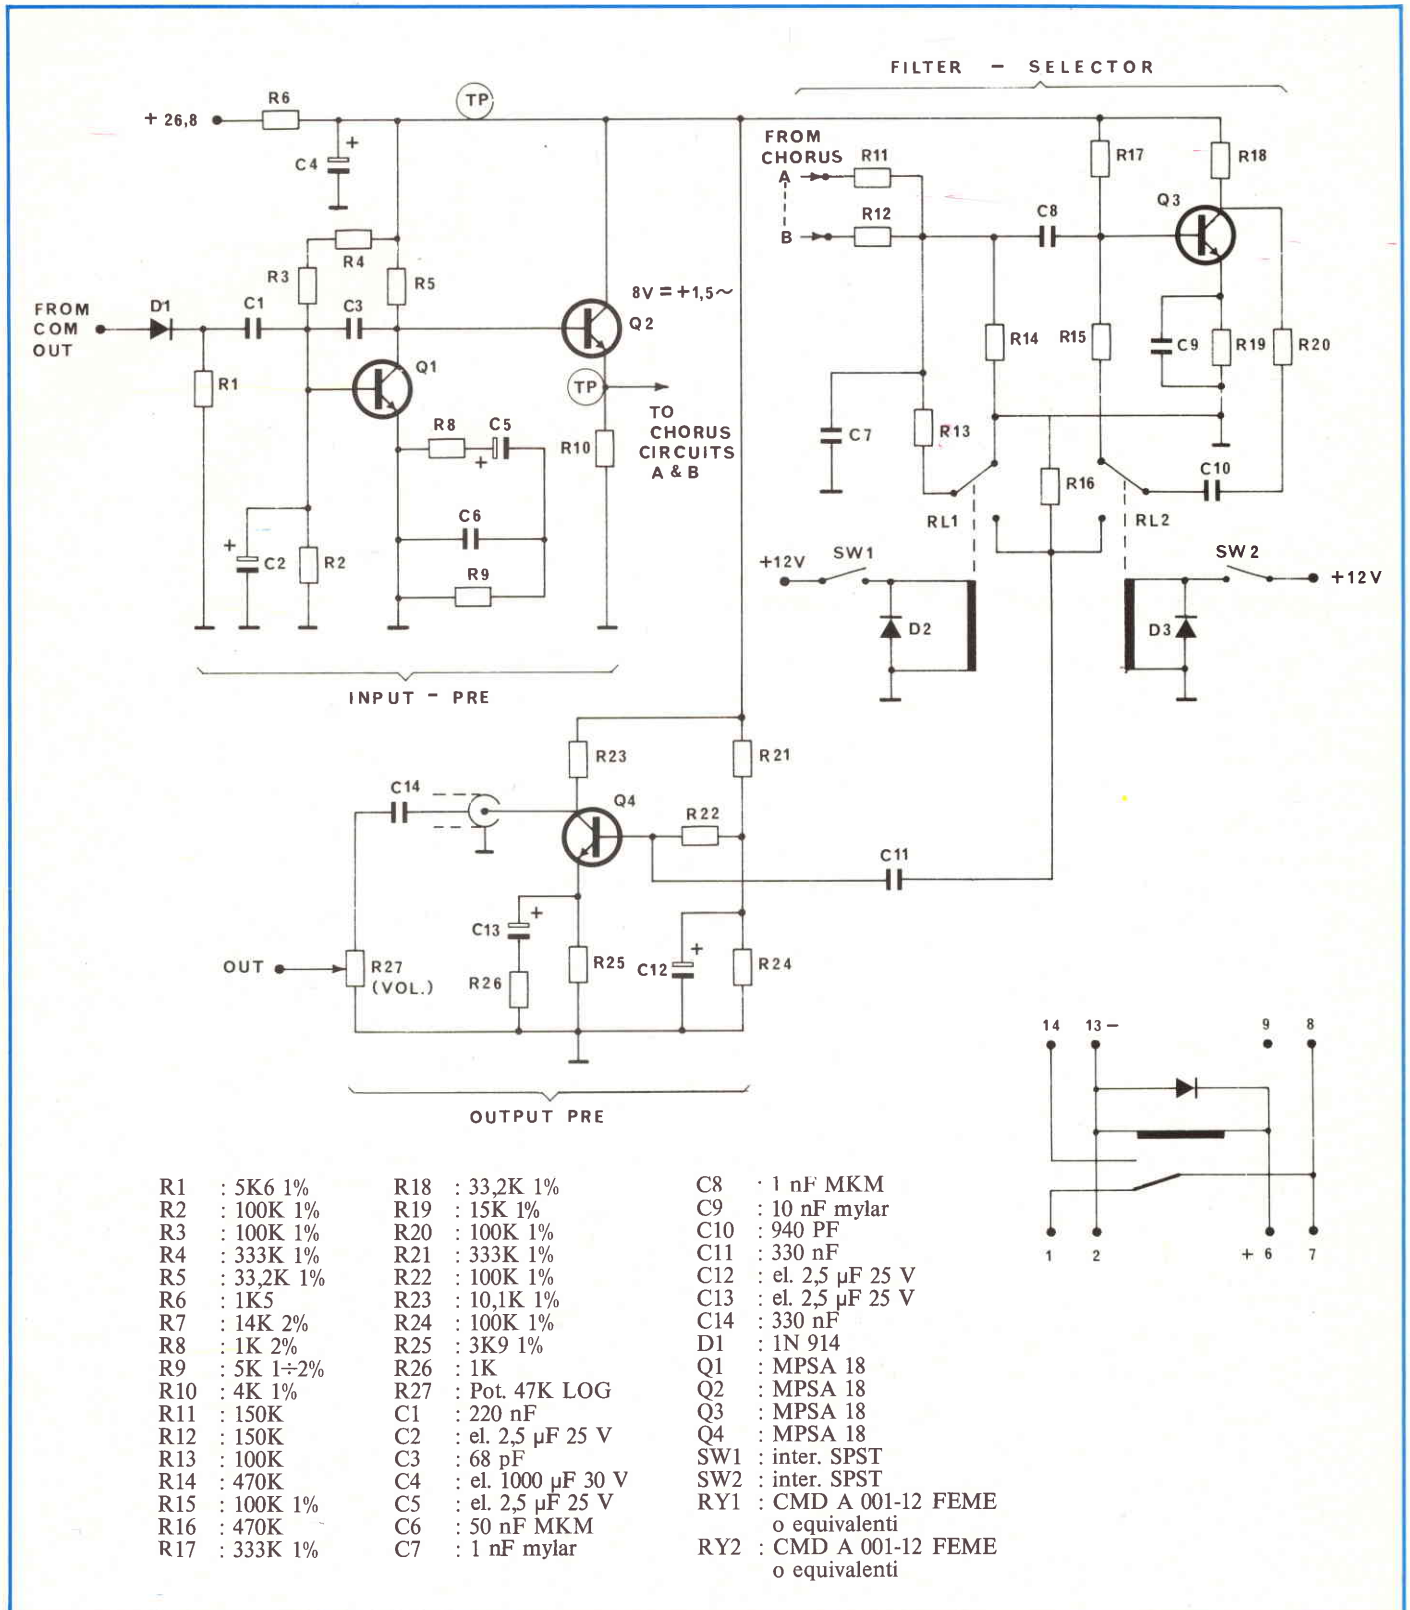 FILTER - SELECTOR
R6
TP
+ 26,8
C4
+
FROM
CHORUS
A
B
R11
R12
R17
R18
Q3
C8
R4
R3
R5
FROM
COM
OUT
D1
C1
C3
8V = +1,5~
Q2
R14
R15
C9
R19
R20
R1
Q1
TP
TO
CHORUS
CIRCUITS
A & B
R8
C5
+
R10
C7
R13
R16
C10
RL1
RL2
C6
+
C2
R2
R9
+12V
SW1
SW2
+12V
D2
D3
INPUT - PRE
R23
R21
C14
Q4
R22
C11
C13
+
+
OUT
R27
(VOL.)
R26
R25
C12
R24
14
13 -
9
8
1
2
+ 6
7
OUTPUT PRE
R1 : 5K6 1%
R2 : 100K 1%
R3 : 100K 1%
R4 : 333K 1%
R5 : 33,2K 1%
R6 : 1K5
R7 : 14K 2%
R8 : 1K 2%
R9 : 5K 1÷2%
R10 : 4K 1%
R11 : 150K
R12 : 150K
R13 : 100K
R14 : 470K
R15 : 100K 1%
R16 : 470K
R17 : 333K 1%
R18 : 33,2K 1%
R19 : 15K 1%
R20 : 100K 1%
R21 : 333K 1%
R22 : 100K 1%
R23 : 10,1K 1%
R24 : 100K 1%
R25 : 3K9 1%
R26 : 1K
R27 : Pot. 47K LOG
C1 : 220 nF
C2 : el. 2,5 µF 25 V
C3 : 68 pF
C4 : el. 1000 µF 30 V
C5 : el. 2,5 µF 25 V
C6 : 50 nF MKM
C7 : 1 nF mylar
C8 : 1 nF MKM
C9 : 10 nF mylar
C10 : 940 PF
C11 : 330 nF
C12 : el. 2,5 µF 25 V
C13 : el. 2,5 µF 25 V
C14 : 330 nF
D1 : 1N 914
Q1 : MPSA 18
Q2 : MPSA 18
Q3 : MPSA 18
Q4 : MPSA 18
SW1 : inter. SPST
SW2 : inter. SPST
RY1 : CMD A 001-12 FEME
o equivalenti
RY2 : CMD A 001-12 FEME
o equivalenti